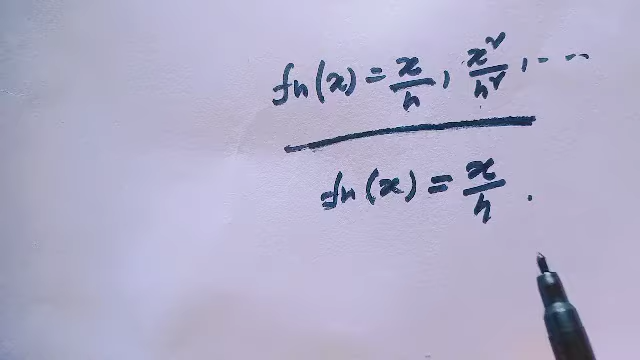 fn(x) = x/n, x²/n², ...
fn(x) = x/n.